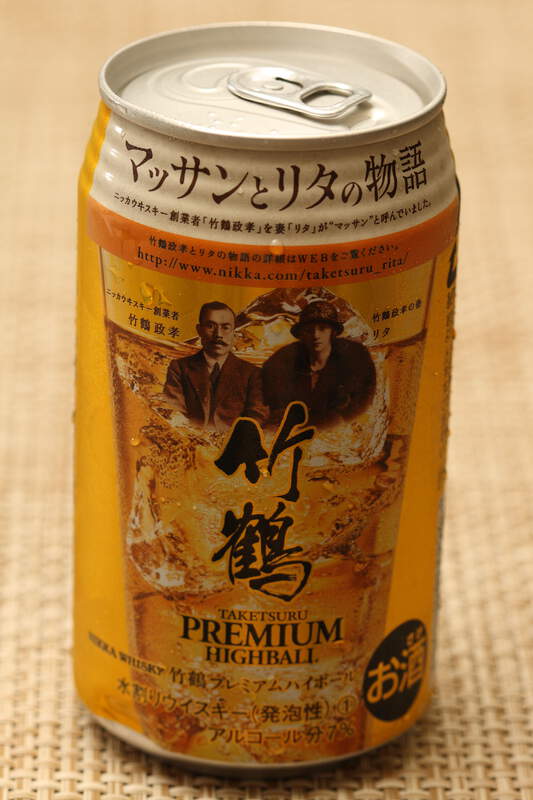 マッサンとリタの物語
ニッカウヰスキー創業者「竹鶴政孝」を妻「リタ」が"マッサン"と呼んでいました。
竹鶴政孝とリタの物語の詳細はWEBをご覧ください。
http://www.nikka.com/taketsuru_rita/
ニッカウヰスキー創業者
竹鶴政孝
竹鶴政孝の妻
リタ
竹鶴
TAKETSURU
PREMIUM
HIGHBALL
NIKKA WHISKY 竹鶴プレミアムハイボール
水割りウイスキー(発泡性)①
アルコール分7%
お酒